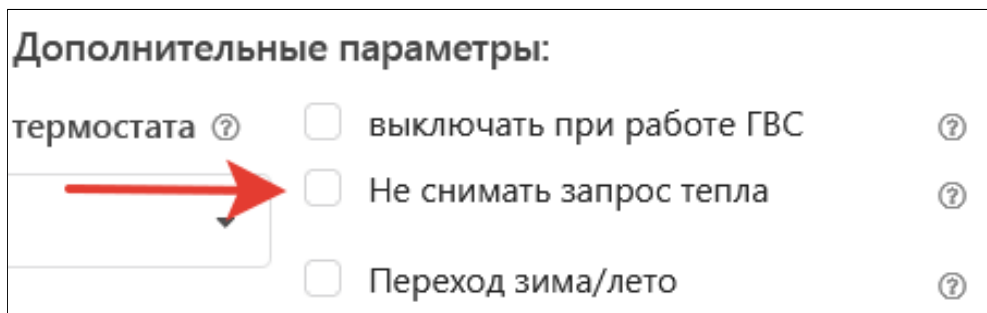 Дополнительные параметры:
термостата ?
выключать при работе ГВС ?
Не снимать запрос тепла ?
Переход зима/лето ?